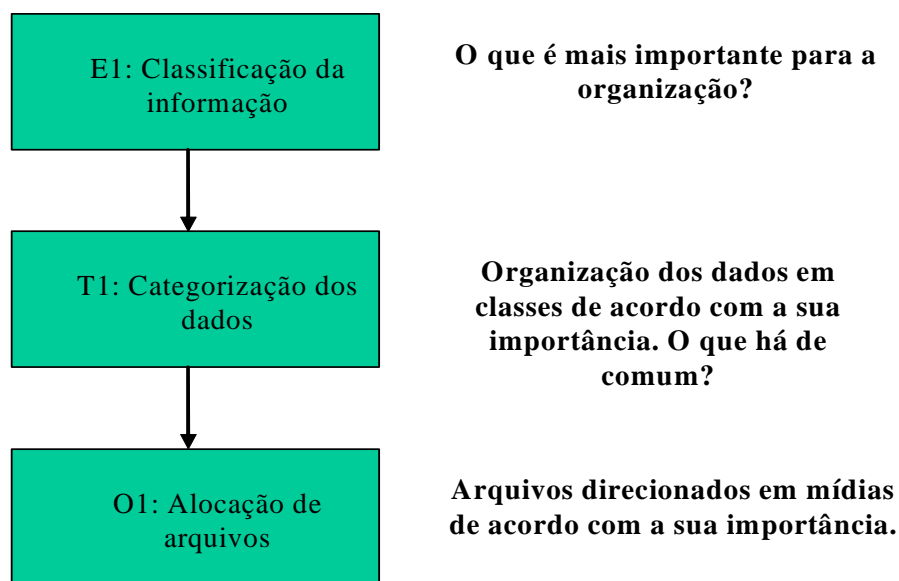 E1: Classificação da
informação
O que é mais importante para a
organização?
T1: Categorização dos
dados
Organização dos dados em
classes de acordo com a sua
importância. O que há de
comum?
O1: Alocação de
arquivos
Arquivos direcionados em mídias
de acordo com a sua importância.